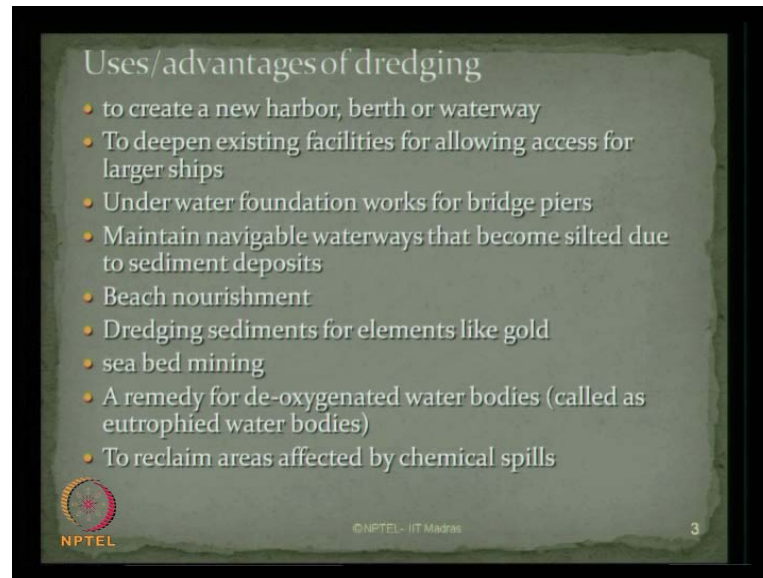 Uses/advantages of dredging
• to create a new harbor, berth or waterway
• To deepen existing facilities for allowing access for
larger ships
• Under water foundation works for bridge piers
• Maintain navigable waterways that become silted due
to sediment deposits
• Beach nourishment
• Dredging sediments for elements like gold
• sea bed mining
• A remedy for de-oxygenated water bodies (called as
eutrophied water bodies)
• To reclaim areas affected by chemical spills
NPTEL
©NPTEL- IIT Madras
3